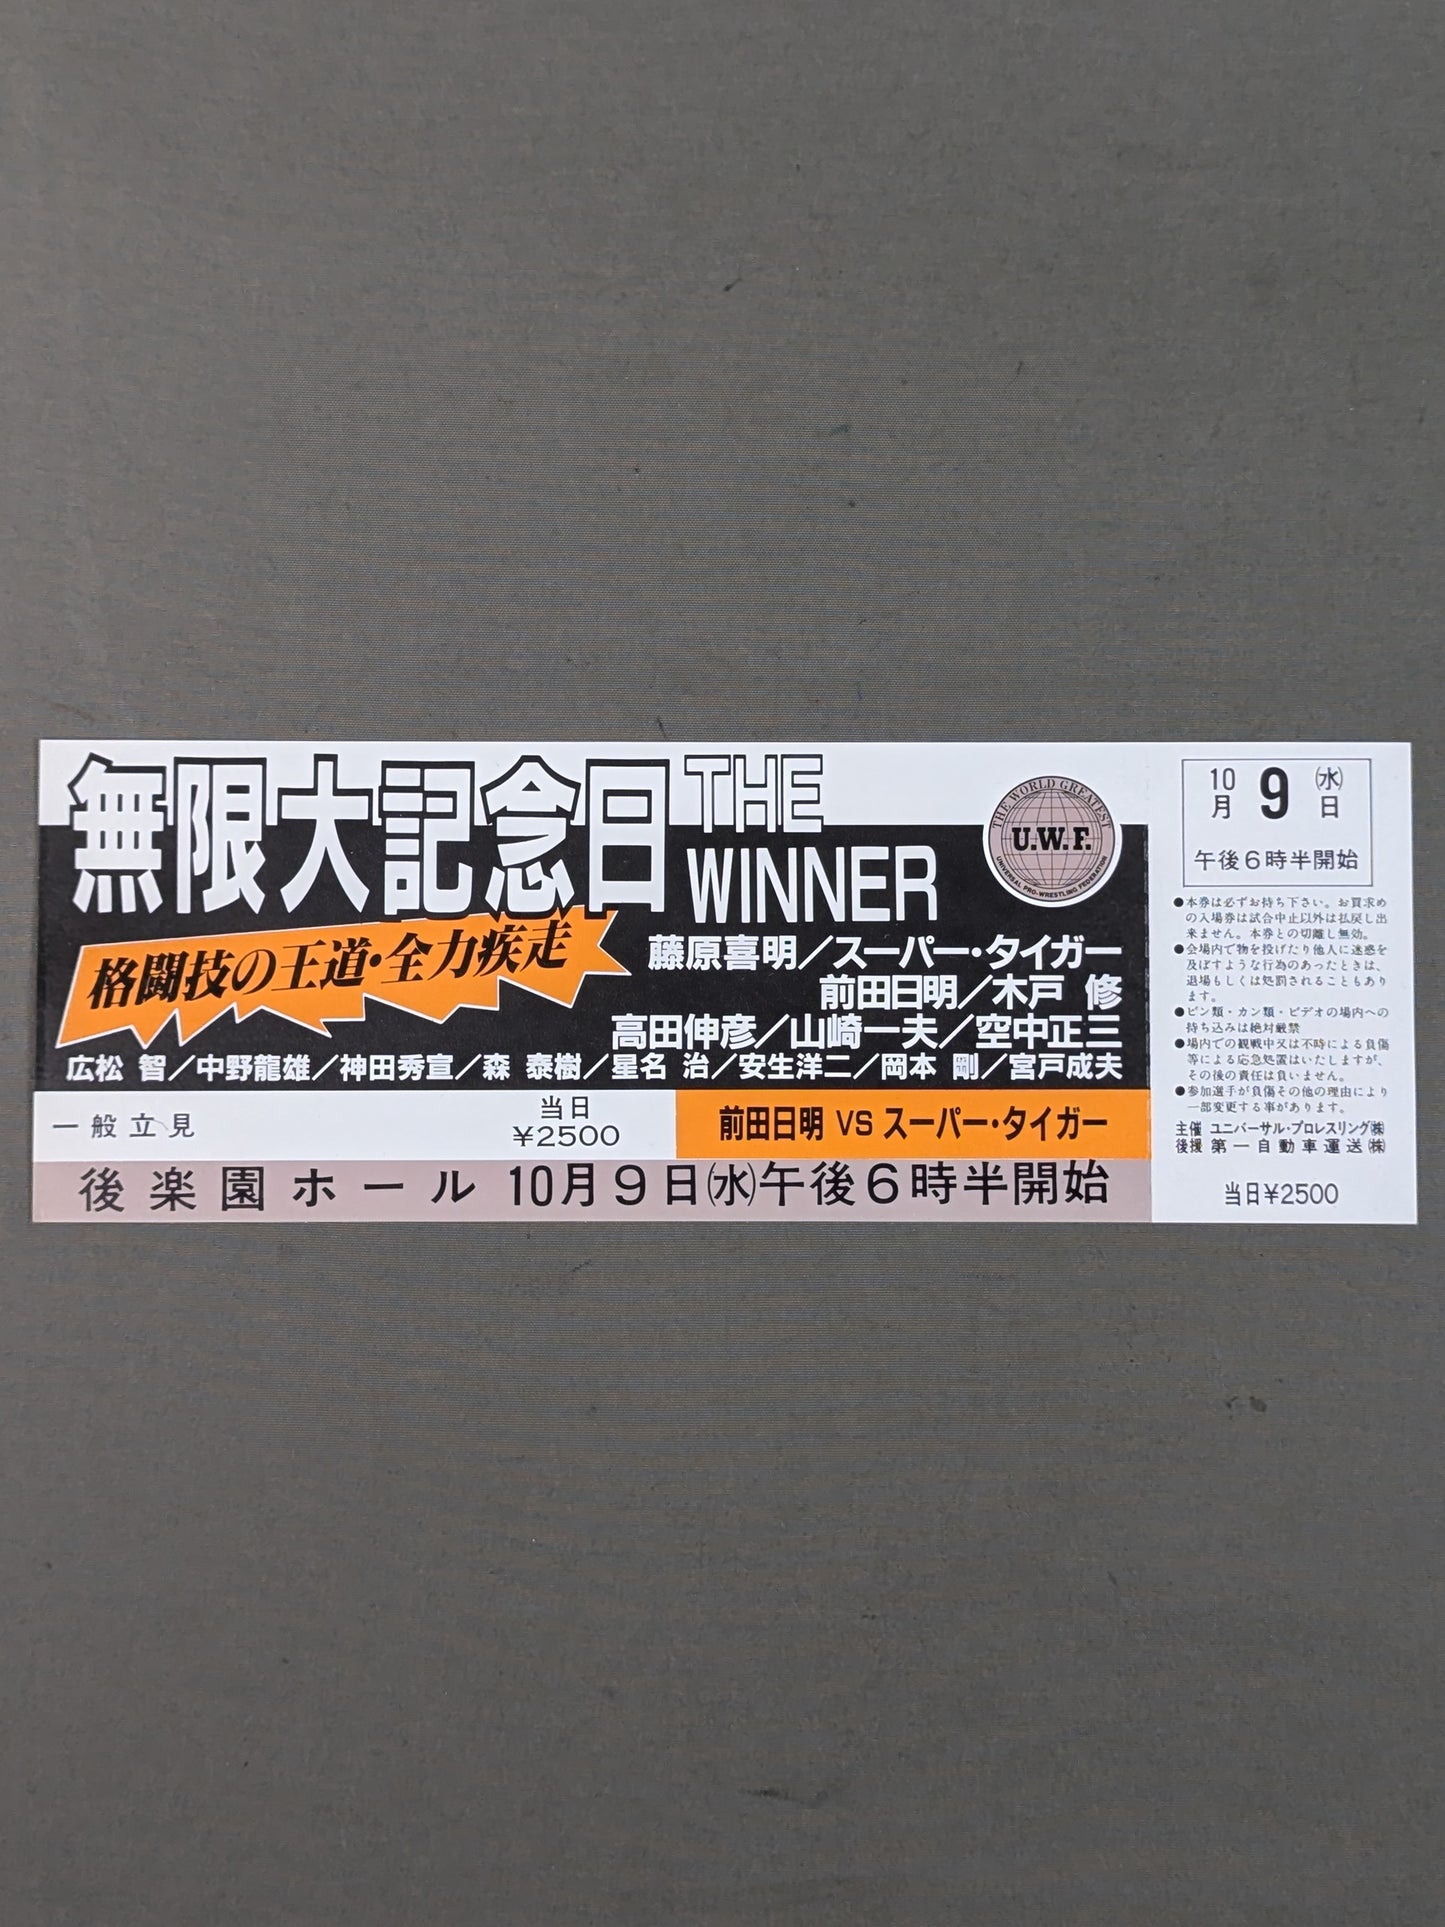 無限大記念日 THE WINNER
THE WORLD GREATEST
U.W.F.
UNIVERSAL PRO-WRESTLING FEDERATION
格闘技の王道・全力疾走
藤原喜明／スーパー・タイガー
前田日明／木戸 修
高田伸彦／山崎一夫／空中正三
広松 智／中野龍雄／神田秀宣／森 泰樹／星名 治／安生洋二／岡本 剛／宮戸成夫
一般立見
当日
¥2500
前田日明 VS スーパー・タイガー
後楽園ホール 10月9日㈬午後6時半開始
10月9日㈬
午後6時半開始
●本券は必ずお持ち下さい。お買求め
の入場券は試合中止以外は払戻し出
来ません。本券との切離し無効。
●会場内で物を投げたり他人に迷惑を
及ぼすような行為のあったときは、
退場もしくは処罰されることもあり
ます。
●ビン類・カン類・ビデオの場内への
持ち込みは絶対厳禁
●場内での観戦中又は不時による負傷
等による応急処置はいたしますが、
その後の責任は負いません。
●参加選手が負傷その他の理由により
一部変更する事があります。
主催 ユニバーサル・プロレスリング㈱
後援 第一自動車運送㈱
当日¥2500